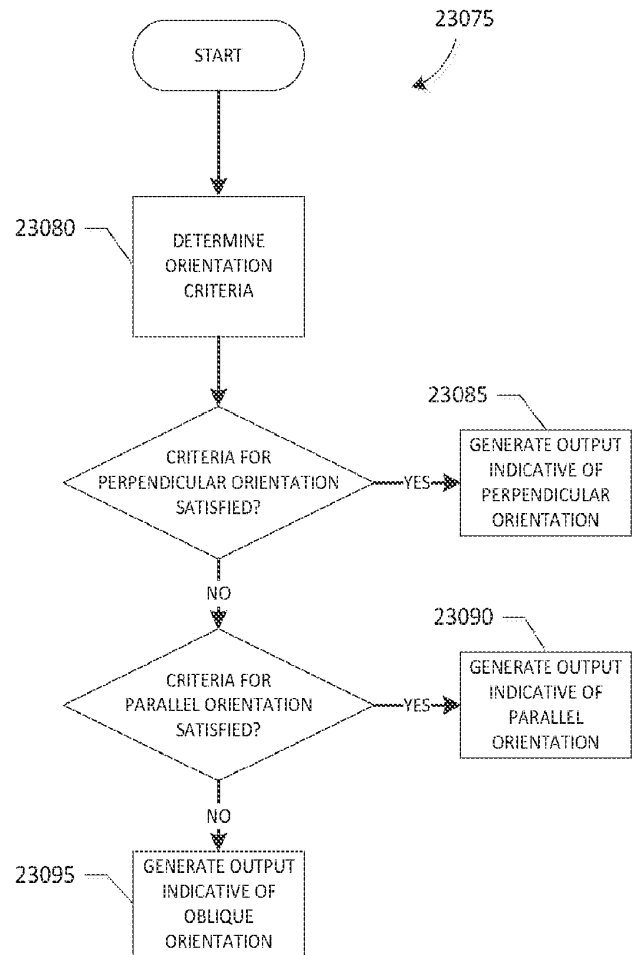 23075
START
23080
DETERMINE
ORIENTATION
CRITERIA
CRITERIA FOR
PERPENDICULAR ORIENTATION
SATISFIED?
YES
23085
GENERATE OUTPUT
INDICATIVE OF
PERPENDICULAR
ORIENTATION
NO
CRITERIA FOR
PARALLEL ORIENTATION
SATISFIED?
YES
23090
GENERATE OUTPUT
INDICATIVE OF
PARALLEL
ORIENTATION
NO
23095
GENERATE OUTPUT
INDICATIVE OF
OBLIQUE
ORIENTATION